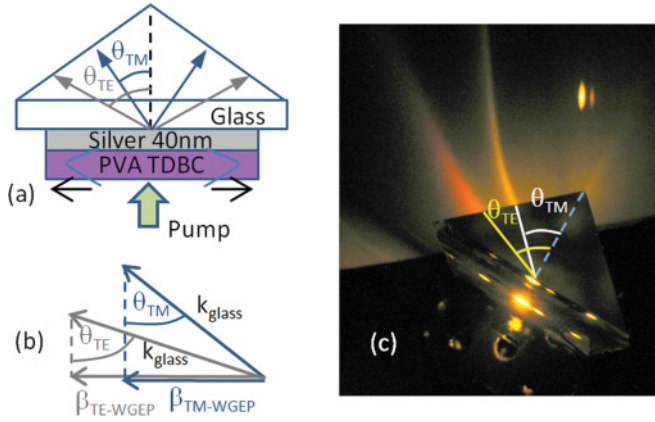 θTM
θTE
Glass
Silver 40nm
PVA TDBC
(a)
Pump
θTM
kglass
(b)
θTE
kglass
βTE-WGEP
βTM-WGEP
θTE
θTM
(c)